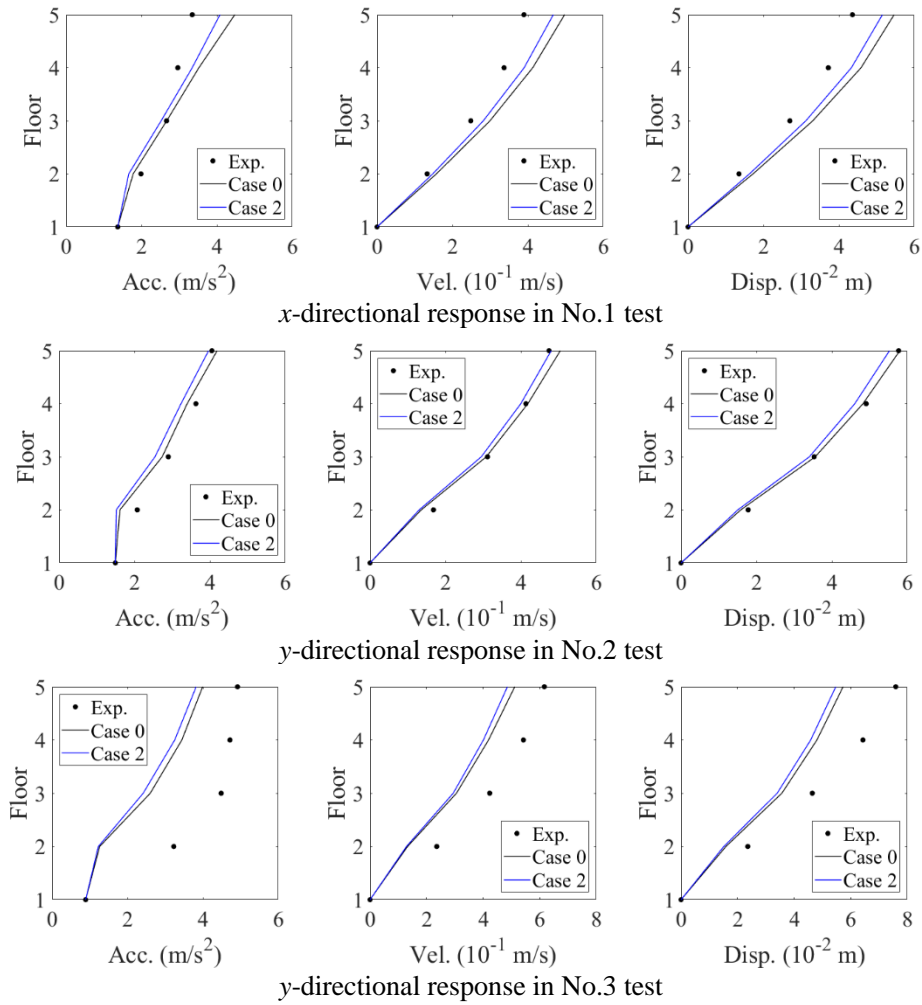 5
4
3
2
1
Floor
Exp.
Case 0
Case 2
0 2 4 6
Acc. (m/s²)
5
4
3
2
1
Floor
Exp.
Case 0
Case 2
0 2 4 6
Vel. (10⁻¹ m/s)
5
4
3
2
1
Floor
Exp.
Case 0
Case 2
0 2 4 6
Disp. (10⁻² m)
x-directional response in No.1 test
5
4
3
2
1
Floor
Exp.
Case 0
Case 2
0 2 4 6
Acc. (m/s²)
5
4
3
2
1
Floor
Exp.
Case 0
Case 2
0 2 4 6
Vel. (10⁻¹ m/s)
5
4
3
2
1
Floor
Exp.
Case 0
Case 2
0 2 4 6
Disp. (10⁻² m)
y-directional response in No.2 test
5
4
3
2
1
Floor
Exp.
Case 0
Case 2
0 2 4 6
Acc. (m/s²)
5
4
3
2
1
Floor
Exp.
Case 0
Case 2
0 2 4 6 8
Vel. (10⁻¹ m/s)
5
4
3
2
1
Floor
Exp.
Case 0
Case 2
0 2 4 6 8
Disp. (10⁻² m)
y-directional response in No.3 test